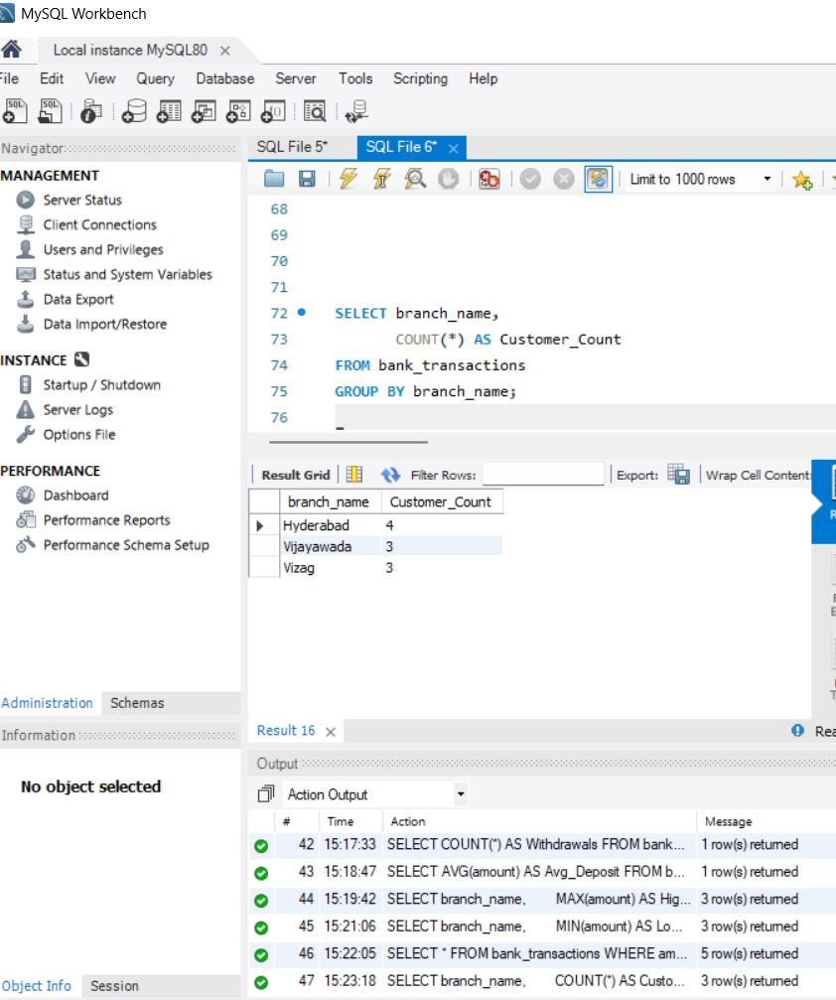 MySQL Workbench
Local instance MySQL80
File Edit View Query Database Server Tools Scripting Help
Navigator
MANAGEMENT
Server Status
Client Connections
Users and Privileges
Status and System Variables
Data Export
Data Import/Restore
INSTANCE
Startup / Shutdown
Server Logs
Options File
PERFORMANCE
Dashboard
Performance Reports
Performance Schema Setup
Administration Schemas
Information
No object selected
Object Info Session
SQL File 5* SQL File 6*
Limit to 1000 rows
68
69
70
71
72 SELECT branch_name,
73 COUNT(*) AS Customer_Count
74 FROM bank_transactions
75 GROUP BY branch_name;
76
Result Grid Filter Rows: Export: Wrap Cell Content:
branch_name Customer_Count
Hyderabad 4
Vijayawada 3
Vizag 3
Result 16
Output
Action Output
# Time Action Message
42 15:17:33 SELECT COUNT(*) AS Withdrawals FROM bank... 1 row(s) returned
43 15:18:47 SELECT AVG(amount) AS Avg_Deposit FROM b... 1 row(s) returned
44 15:19:42 SELECT branch_name, MAX(amount) AS Hig... 3 row(s) returned
45 15:21:06 SELECT branch_name, MIN(amount) AS Lo... 3 row(s) returned
46 15:22:05 SELECT * FROM bank_transactions WHERE am... 5 row(s) returned
47 15:23:18 SELECT branch_name, COUNT(*) AS Custo... 3 row(s) returned